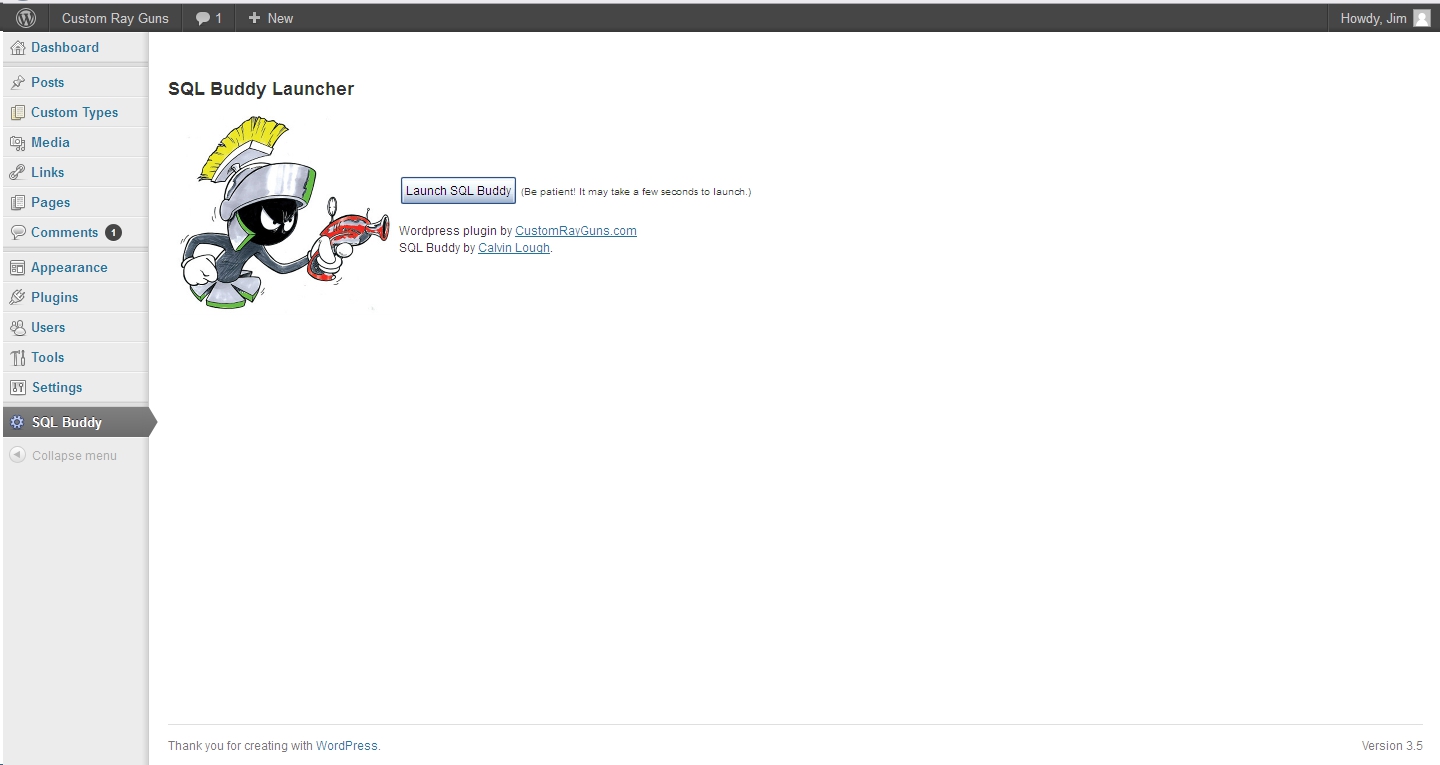 Custom Ray Guns 1 New Howdy, Jim
Dashboard
Posts
Custom Types
Media
Links
Pages
Comments 1
Appearance
Plugins
Users
Tools
Settings
SQL Buddy
Collapse menu
SQL Buddy Launcher
Launch SQL Buddy (Be patient! It may take a few seconds to launch.)
Wordpress plugin by CustomRayGuns.com
SQL Buddy by Calvin Lough.
Thank you for creating with WordPress. Version 3.5